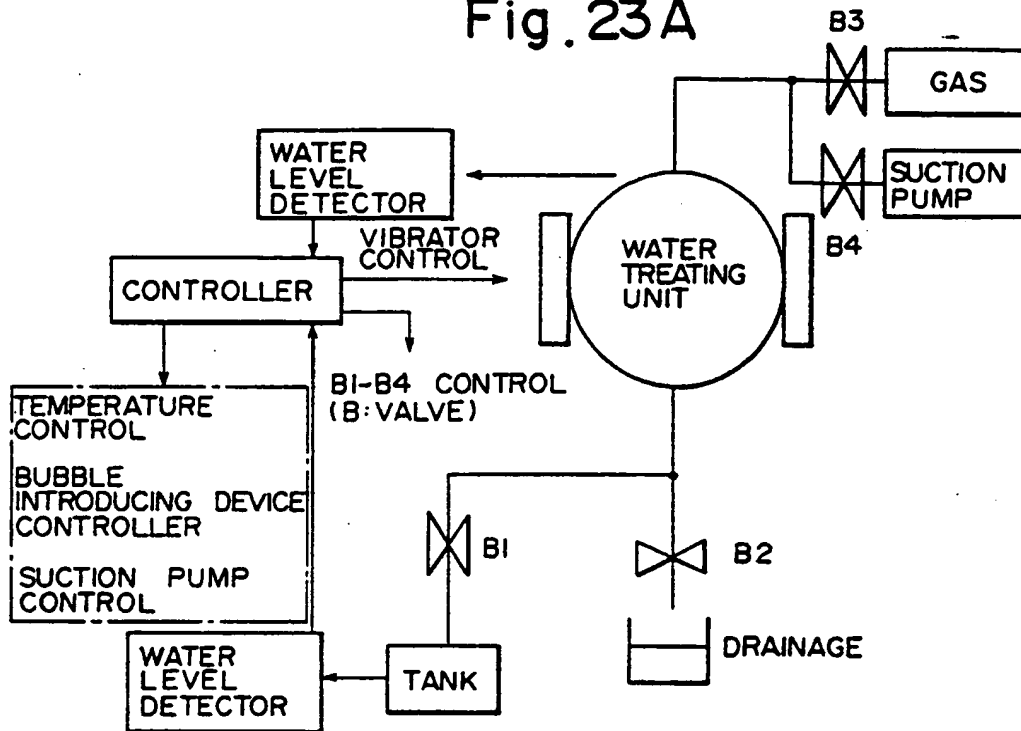 Fig. 23A
B3
GAS
WATER
LEVEL
DETECTOR
SUCTION
PUMP
B4
VIBRATOR
CONTROL
WATER
TREATING
UNIT
CONTROLLER
B1-B4 CONTROL
(B:VALVE)
TEMPERATURE
CONTROL
BUBBLE
INTRODUCING DEVICE
CONTROLLER
SUCTION PUMP
CONTROL
B1
B2
WATER
LEVEL
DETECTOR
TANK
DRAINAGE